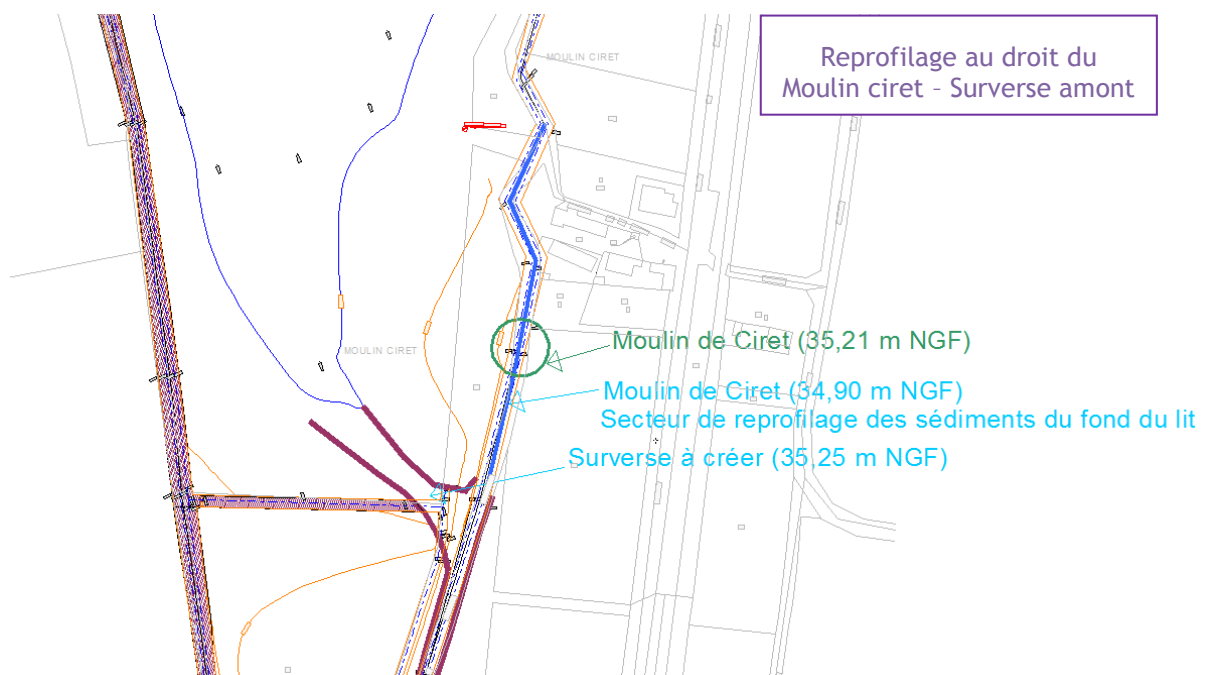 Reprofilage au droit du
Moulin ciret – Surverse amont
MOULIN CIRET
Moulin de Ciret (35,21 m NGF)
MOULIN CIRET
Moulin de Ciret (34,90 m NGF)
Secteur de reprofilage des sédiments du fond du lit
Surverse à créer (35,25 m NGF)